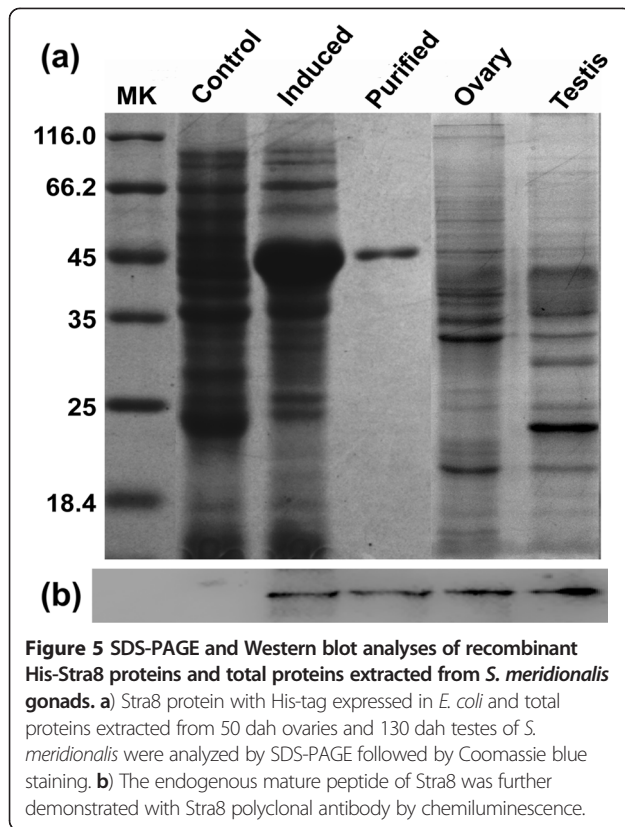 (a)
MK Control Induced Purified Ovary Testis
116.0
66.2
45
35
25
18.4
(b)
Figure 5 SDS-PAGE and Western blot analyses of recombinant
His-Stra8 proteins and total proteins extracted from S. meridionalis
gonads. a) Stra8 protein with His-tag expressed in E. coli and total
proteins extracted from 50 dah ovaries and 130 dah testes of S.
meridionalis were analyzed by SDS-PAGE followed by Coomassie blue
staining. b) The endogenous mature peptide of Stra8 was further
demonstrated with Stra8 polyclonal antibody by chemiluminescence.